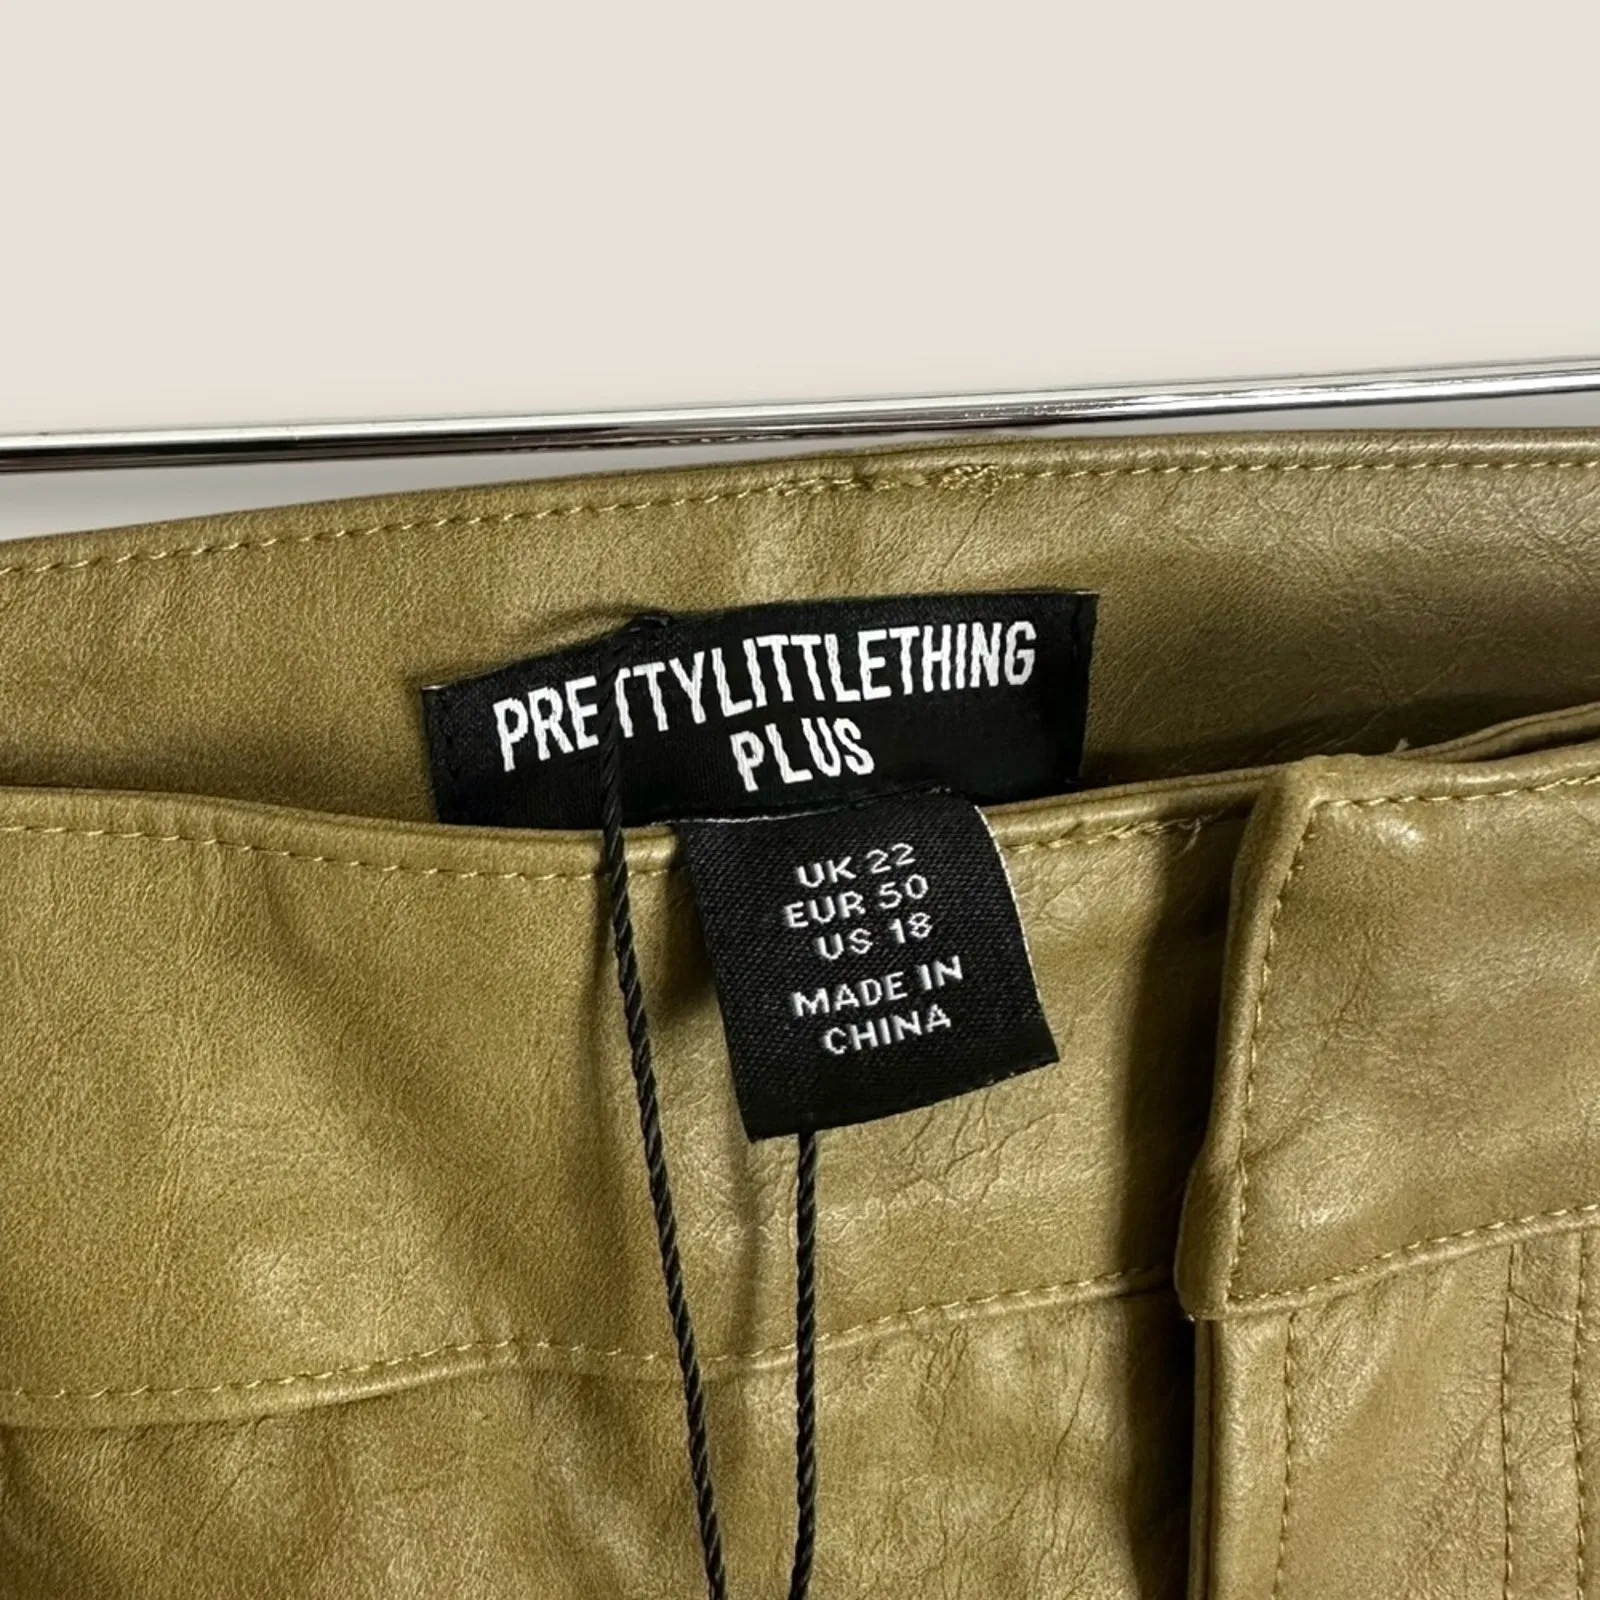 PRETTYLITTLETHING
PLUS
UK 22
EUR 50
US 18
MADE IN
CHINA